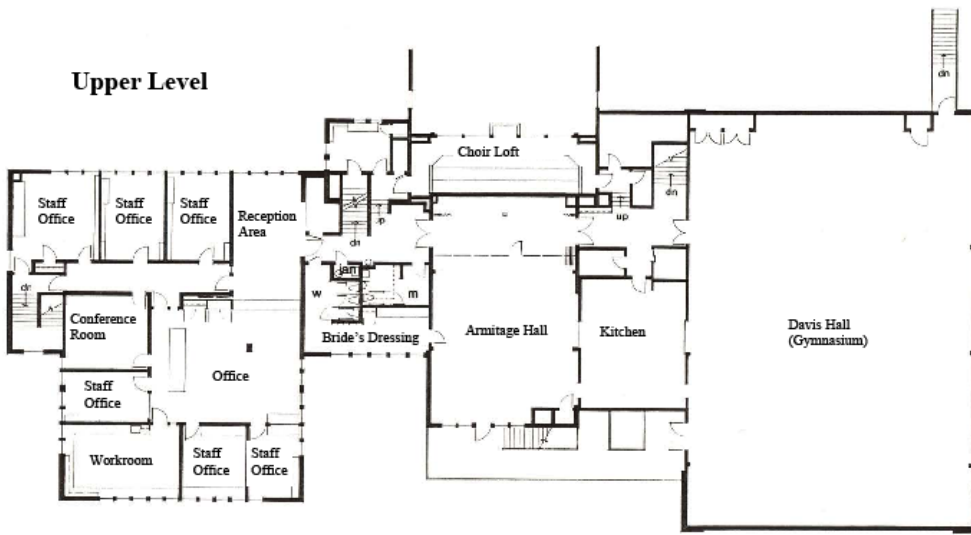 Upper Level
dn
Choir Loft
Staff
Office
Staff
Office
Staff
Office
Reception
Area
dn
up
dn
dn
jan
w
m
Conference
Room
Bride's Dressing
Armitage Hall
Kitchen
Davis Hall
(Gymnasium)
Office
Staff
Office
Workroom
Staff
Office
Staff
Office